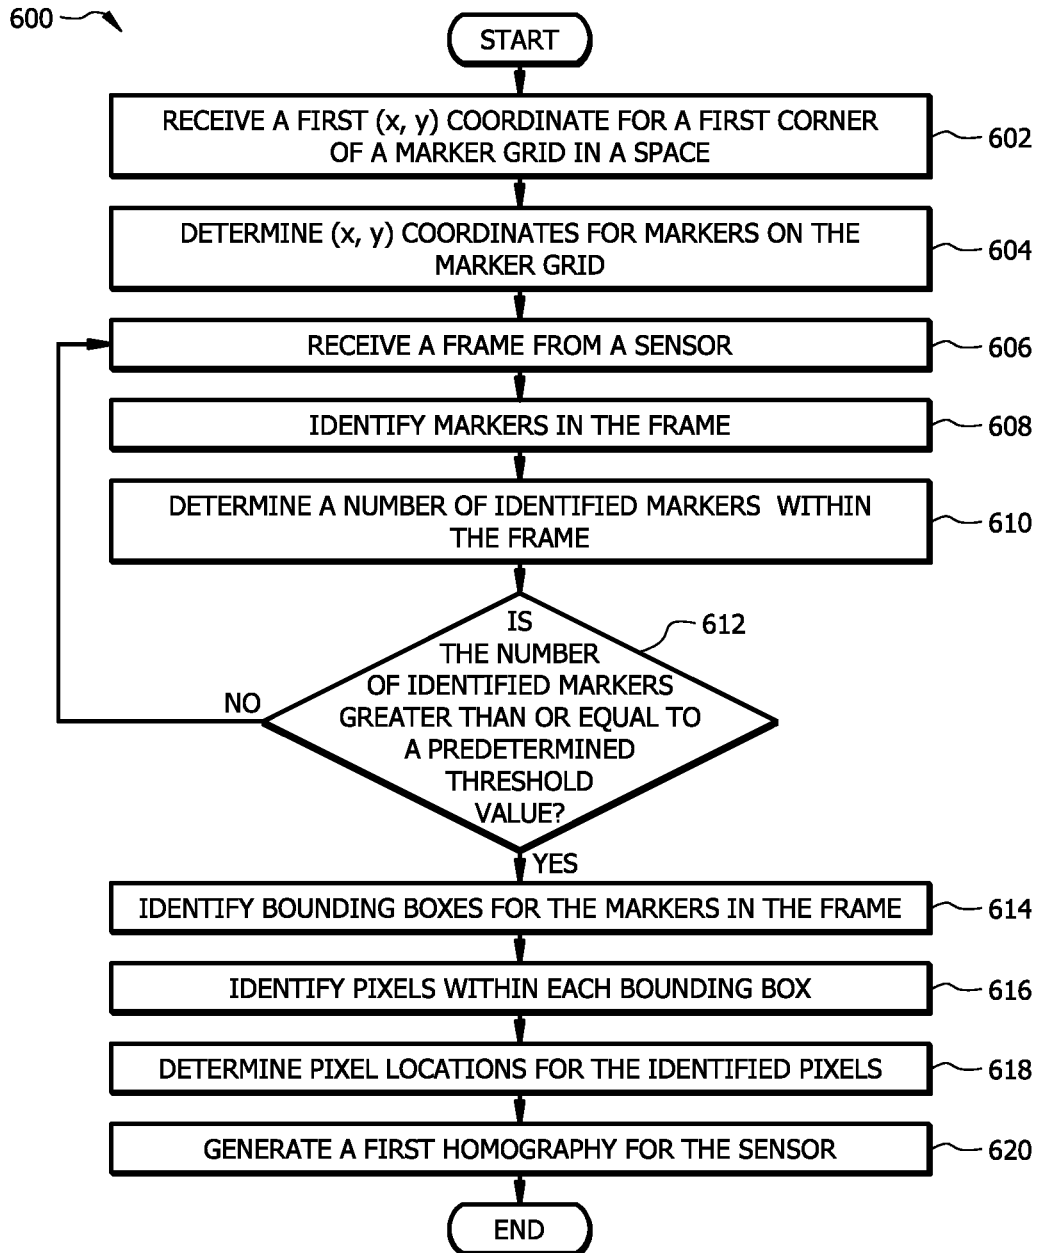 600
START
RECEIVE A FIRST (x, y) COORDINATE FOR A FIRST CORNER
OF A MARKER GRID IN A SPACE
602
DETERMINE (x, y) COORDINATES FOR MARKERS ON THE
MARKER GRID
604
RECEIVE A FRAME FROM A SENSOR
606
IDENTIFY MARKERS IN THE FRAME
608
DETERMINE A NUMBER OF IDENTIFIED MARKERS WITHIN
THE FRAME
610
IS
THE NUMBER
OF IDENTIFIED MARKERS
GREATER THAN OR EQUAL TO
A PREDETERMINED
THRESHOLD
VALUE?
612
NO
YES
IDENTIFY BOUNDING BOXES FOR THE MARKERS IN THE FRAME
614
IDENTIFY PIXELS WITHIN EACH BOUNDING BOX
616
DETERMINE PIXEL LOCATIONS FOR THE IDENTIFIED PIXELS
618
GENERATE A FIRST HOMOGRAPHY FOR THE SENSOR
620
END